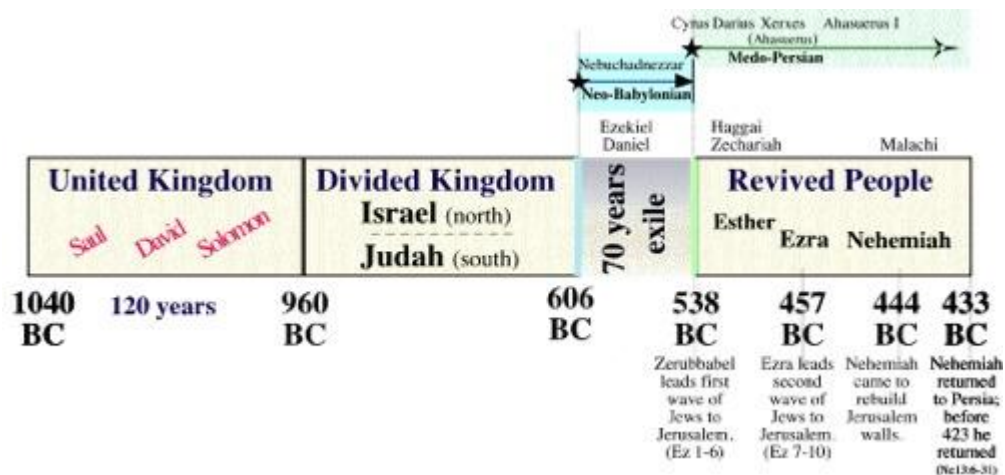 Cyrus Darius Xerxes Ahasuerus I
(Ahasuerus)
Medo-Persian
Nebuchadnezzar
Neo-Babylonian
Ezekiel
Daniel
Haggai
Zechariah
Malachi
United Kingdom
Saul David Solomon
Divided Kingdom
Israel (north)
Judah (south)
70 years
exile
Revived People
Esther
Ezra
Nehemiah
1040
BC
120 years
960
BC
606
BC
538
BC
457
BC
444
BC
433
BC
Zerubbabel
leads first
wave of
Jews to
Jerusalem.
(Ez 1-6)
Ezra leads
second
wave of
Jews to
Jerusalem.
(Ez 7-10)
Nehemiah
came to
rebuild
Jerusalem
walls.
Nehemiah
returned
to Persia;
before
423 he
returned
(Ne13:6-31)